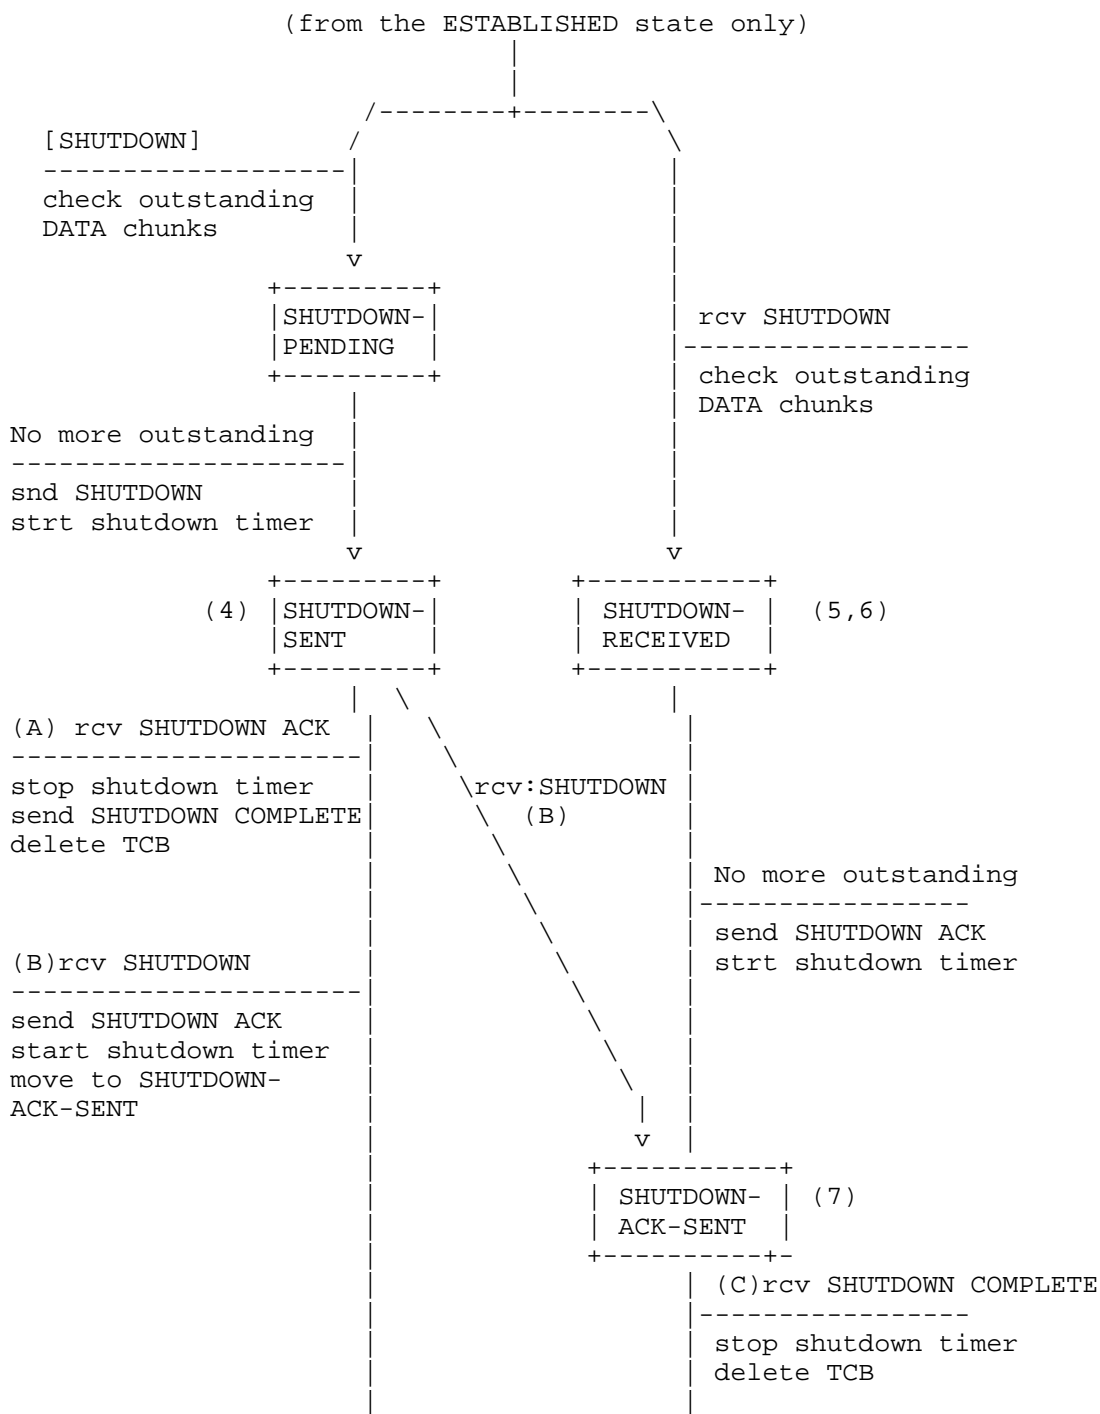 (from the ESTABLISHED state only)
[SHUTDOWN]
check outstanding
DATA chunks
SHUTDOWN-
PENDING
rcv SHUTDOWN
check outstanding
DATA chunks
No more outstanding
snd SHUTDOWN
strt shutdown timer
(4)
SHUTDOWN-
SENT
SHUTDOWN-
RECEIVED
(5,6)
(A) rcv SHUTDOWN ACK
stop shutdown timer
send SHUTDOWN COMPLETE
delete TCB
rcv:SHUTDOWN
(B)
No more outstanding
send SHUTDOWN ACK
strt shutdown timer
(B)rcv SHUTDOWN
send SHUTDOWN ACK
start shutdown timer
move to SHUTDOWN-
ACK-SENT
SHUTDOWN-
ACK-SENT
(7)
(C)rcv SHUTDOWN COMPLETE
stop shutdown timer
delete TCB